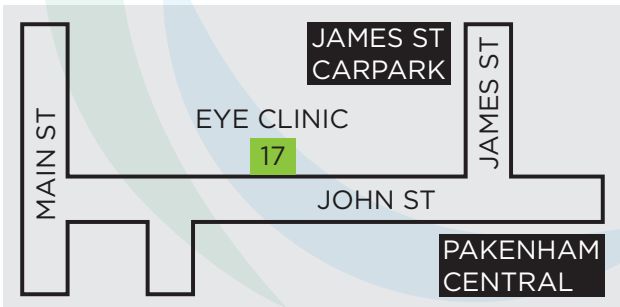 JAMES ST
CARPARK
EYE CLINIC
17
MAIN ST
JAMES ST
JOHN ST
PAKENHAM
CENTRAL